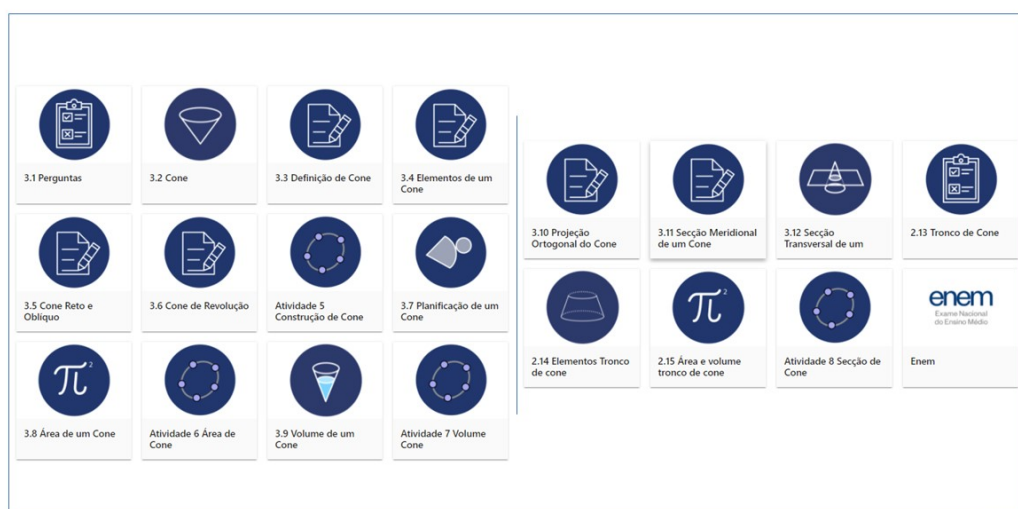 3.1 Perguntas
3.2 Cone
3.3 Definição de Cone
3.4 Elementos de um
Cone
3.5 Cone Reto e
Oblíquo
3.6 Cone de Revolução
Atividade 5
Construção de Cone
3.7 Planificação de um
Cone
3.8 Área de um Cone
Atividade 6 Área de
Cone
3.9 Volume de um
Cone
Atividade 7 Volume
Cone
3.10 Projeção
Ortogonal do Cone
3.11 Secção Meridional
de um Cone
3.12 Secção
Transversal de um
2.13 Tronco de Cone
2.14 Elementos Tronco
de cone
π²
2.15 Área e volume
tronco de cone
Atividade 8 Secção de
Cone
enem
Exame Nacional
do Ensino Médio
Enem
π²